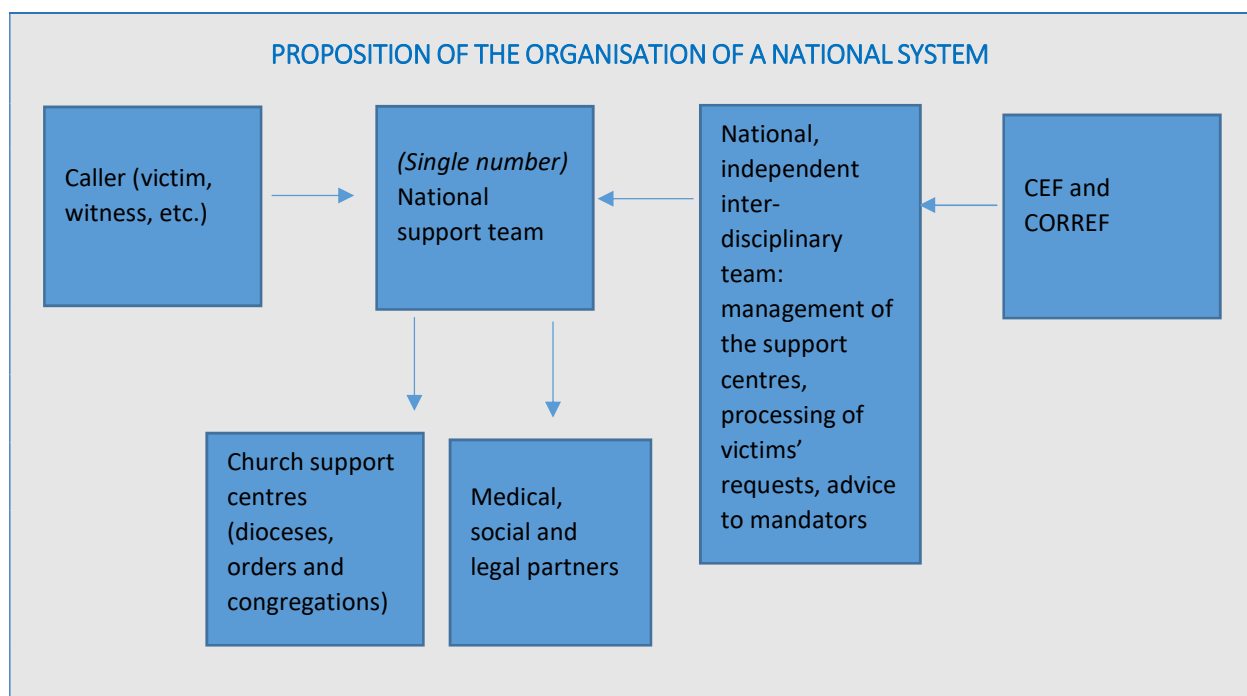 PROPOSITION OF THE ORGANISATION OF A NATIONAL SYSTEM
Caller (victim,
witness, etc.)
(Single number)
National
support team
National,
independent
inter-
disciplinary
team:
management of
the support
centres,
processing of
victims’
requests, advice
to mandators
CEF and
CORREF
Church support
centres
(dioceses,
orders and
congregations)
Medical,
social and
legal partners